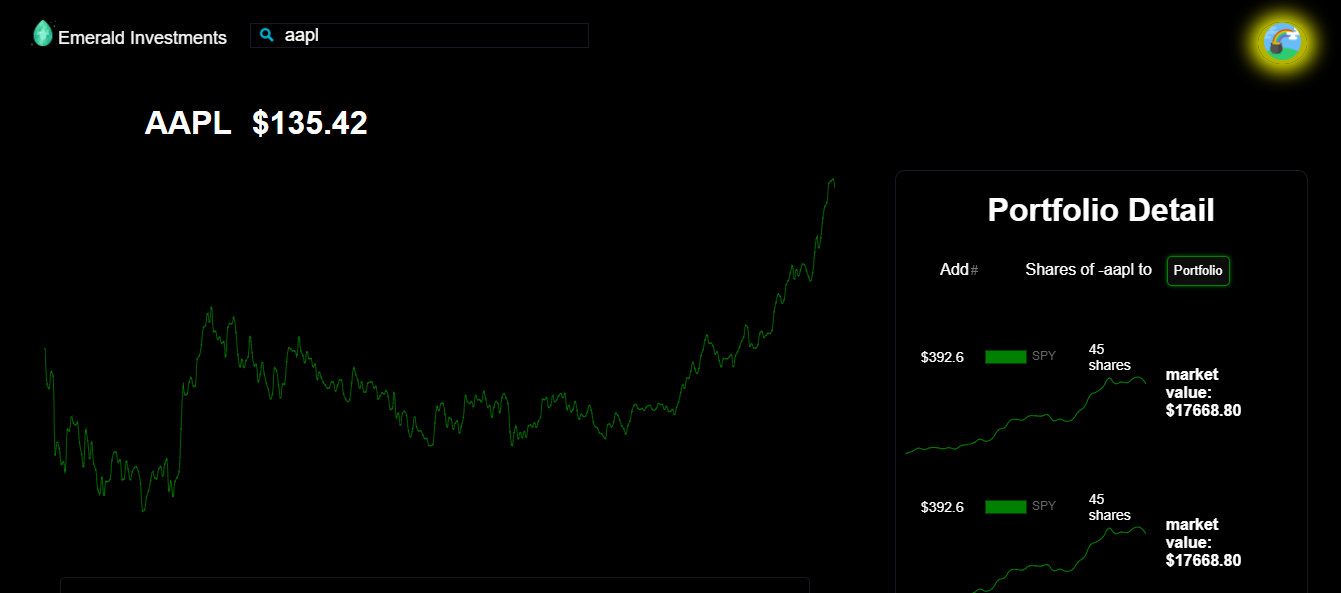 Emerald Investments
aapl
AAPL $135.42
Portfolio Detail
Add # Shares of -aapl to Portfolio
$392.6 SPY 45
shares
market
value:
$17668.80
$392.6 SPY 45
shares
market
value:
$17668.80